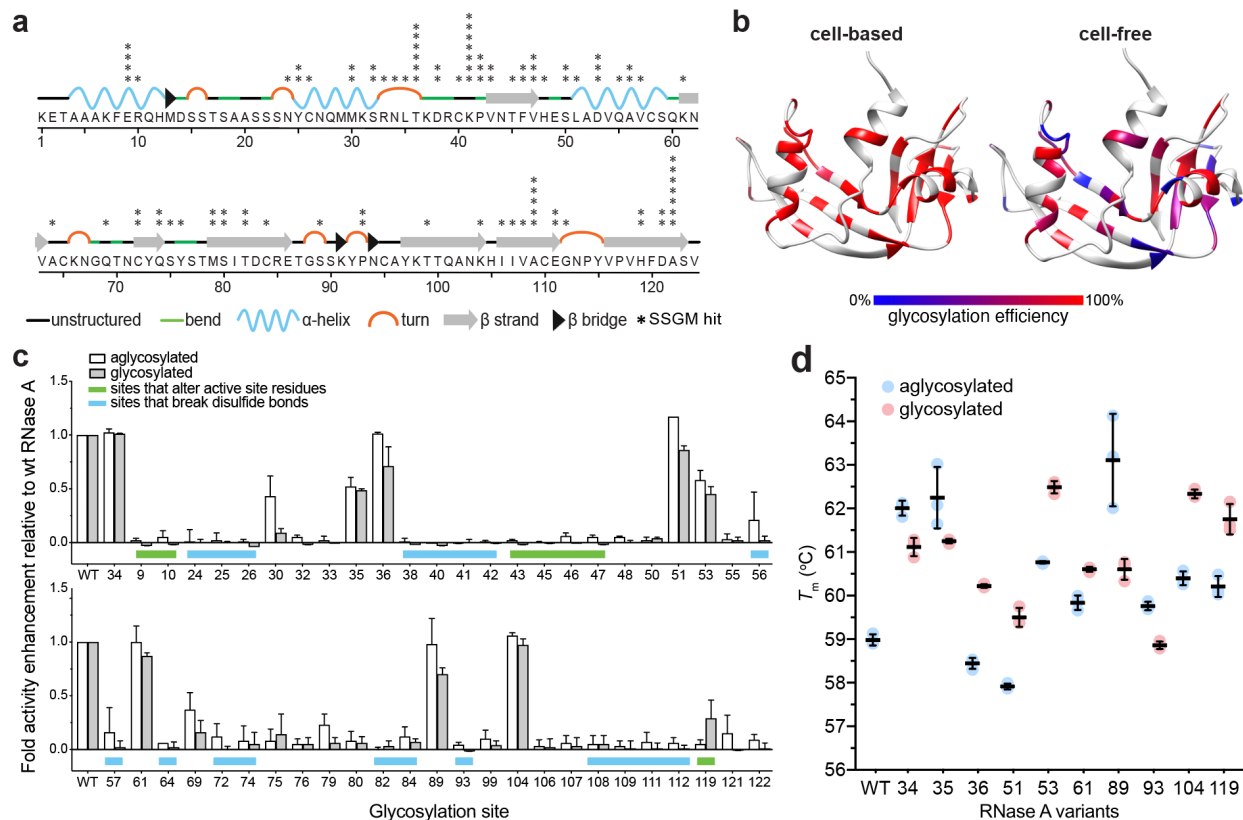 a
KETAAAKFERQHMDSSTSAASSSNYCNQMMKSRNLTKDRCKPVNTFVHESLADVQAVCSQKN
1 10 20 30 40 50 60
VACKNGQTNCYQSYSTMSITDCRETGSSKYPNCAYKTTQANKHIIVACEGNPYVPVHFDASV
70 80 90 100 110 120
unstructured bend α-helix turn β strand β bridge * SSGM hit
b
cell-based cell-free
0% 100%
glycosylation efficiency
c
aglycosylated
glycosylated
sites that alter active site residues
sites that break disulfide bonds
Fold activity enhancement relative to wt RNase A
1.5
1.0
0.5
0.0
WT 34 9 10 24 25 26 30 32 33 35 36 38 40 41 42 43 45 46 47 48 50 51 53 55 56
1.5
1.0
0.5
0.0
WT 57 61 64 69 72 74 75 76 79 80 82 84 89 93 99 104 106 107 108 109 111 112 119 121 122
Glycosylation site
d
aglycosylated
glycosylated
Tm (°C)
65
64
63
62
61
60
59
58
57
56
WT 34 35 36 51 53 61 89 93 104 119
RNase A variants